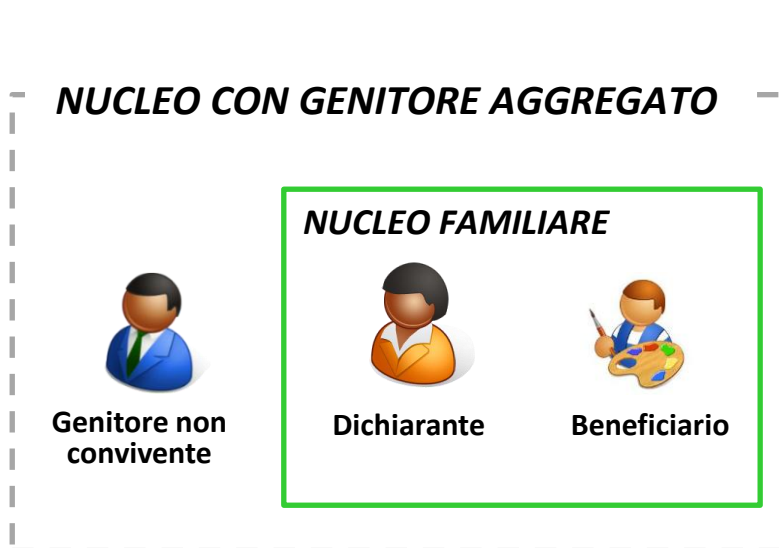 NUCLEO CON GENITORE AGGREGATO
NUCLEO FAMILIARE
Genitore non
convivente
Dichiarante
Beneficiario